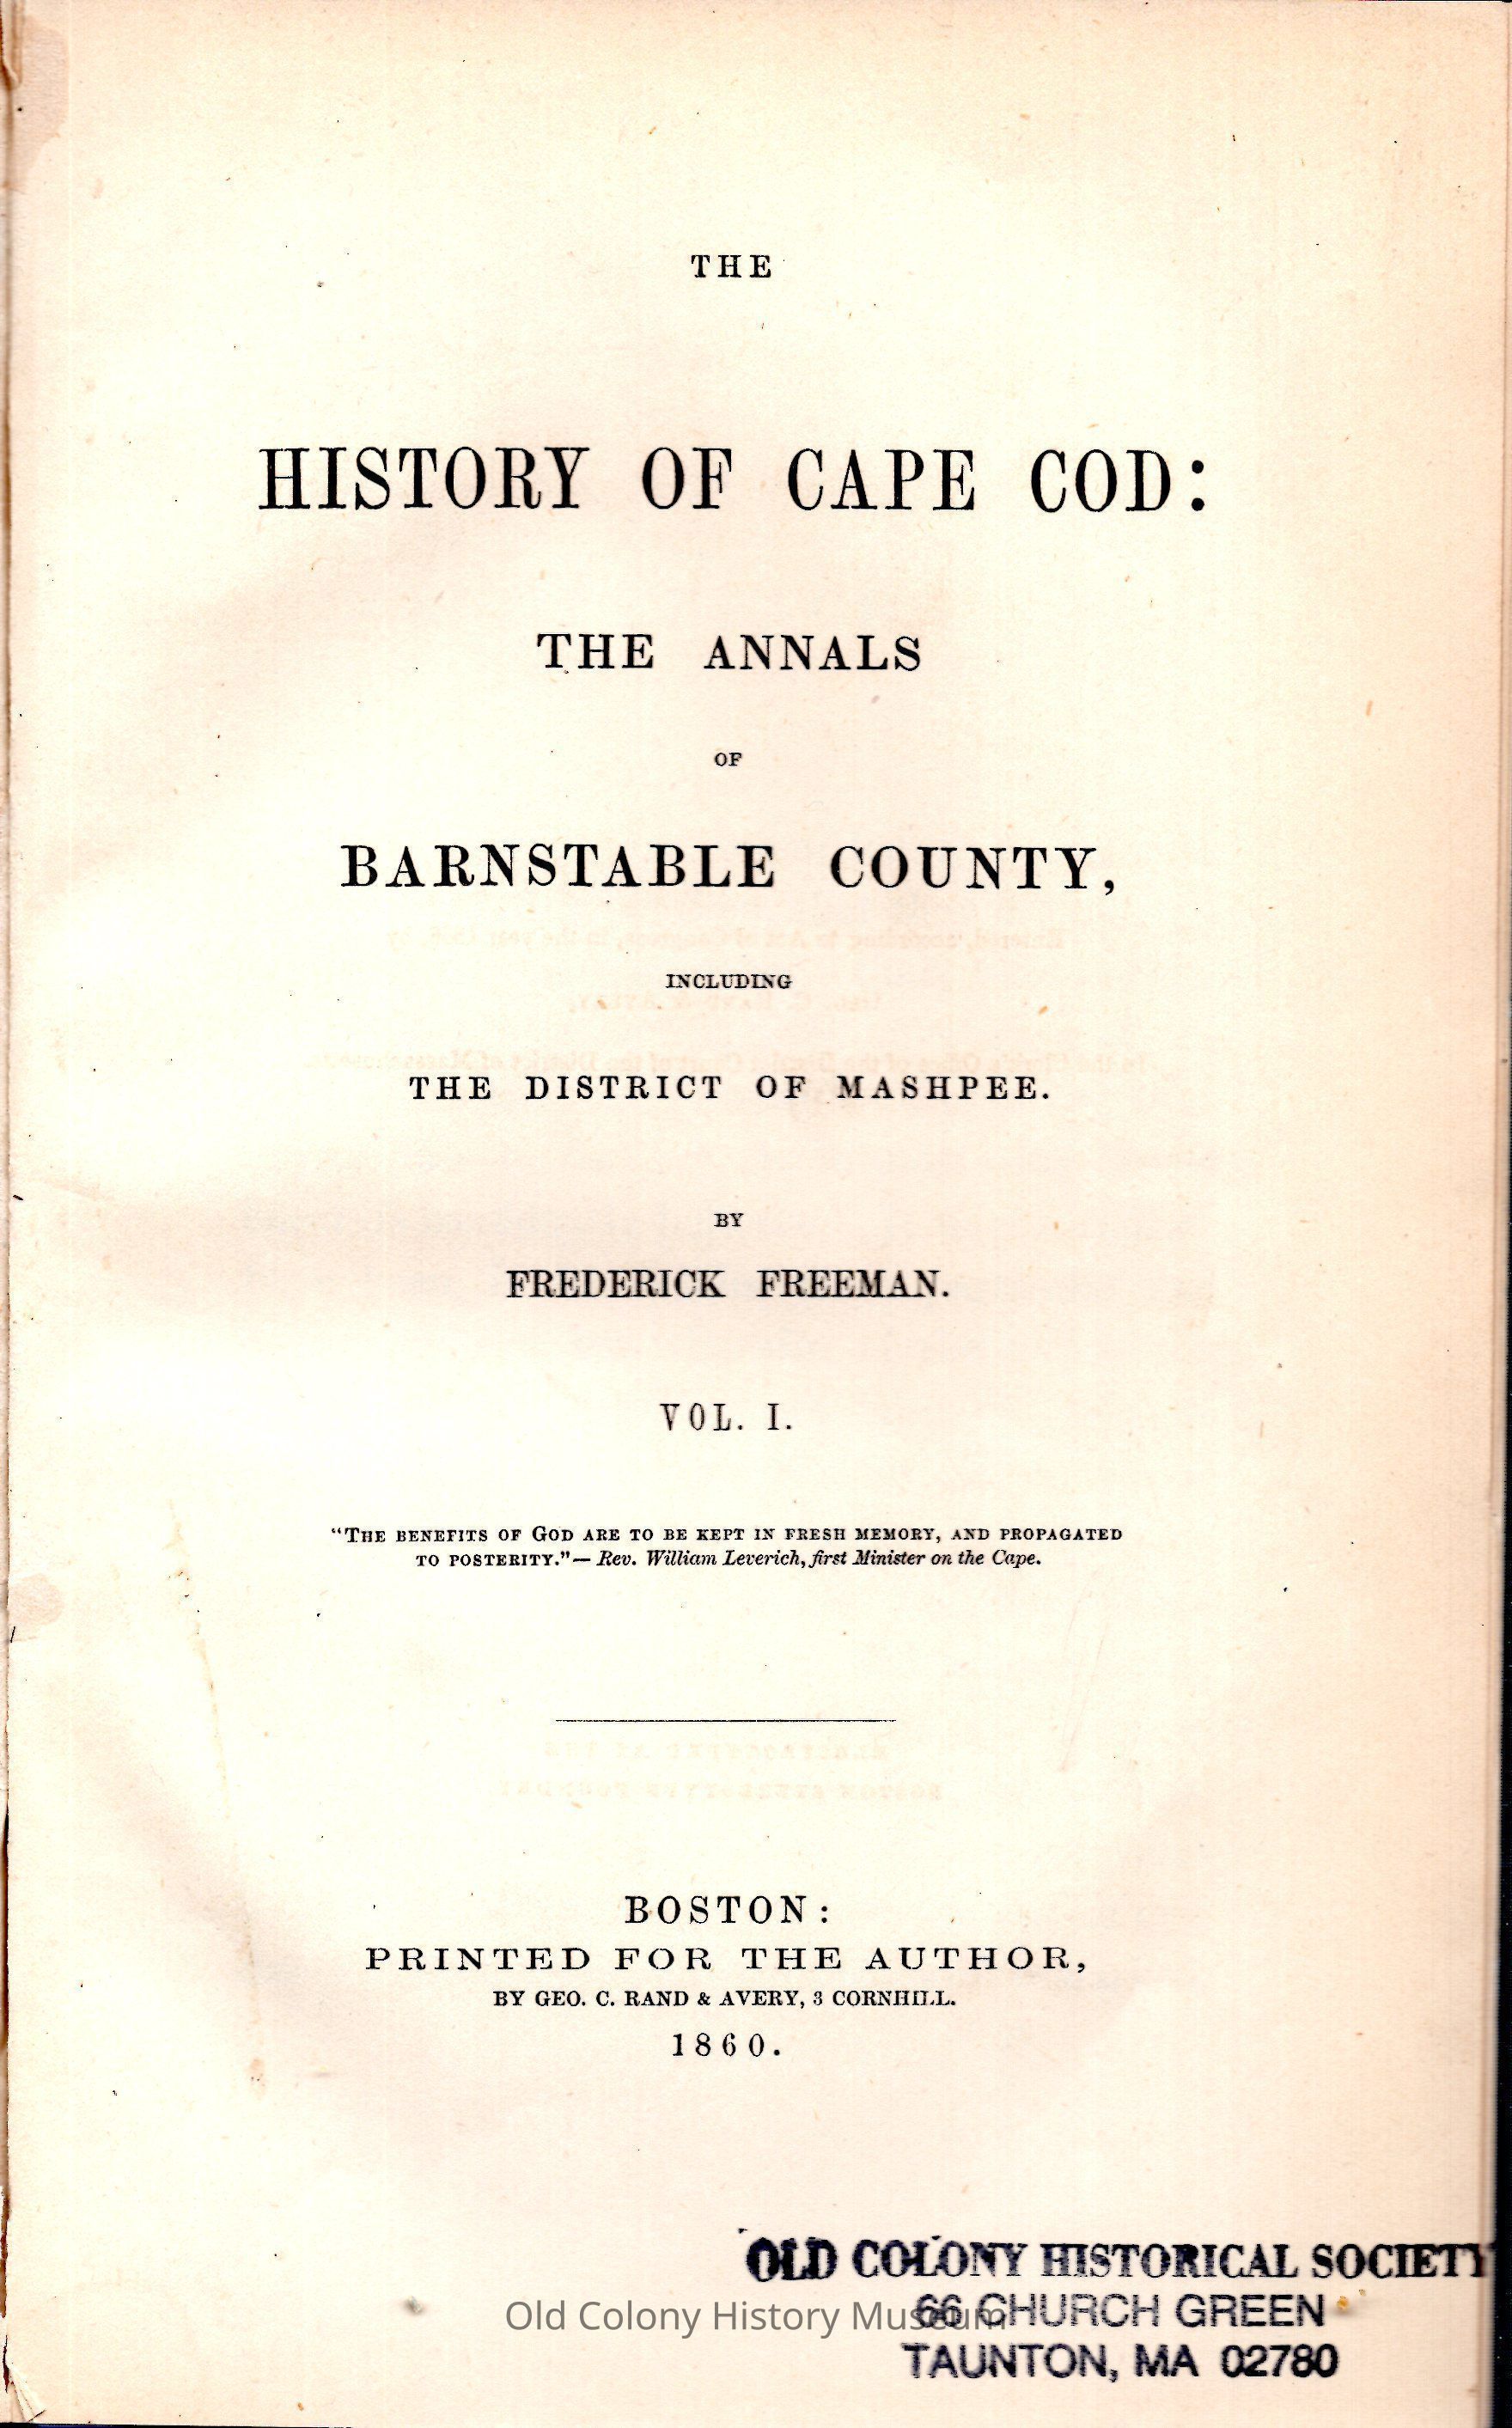 THE
HISTORY OF CAPE COD:
THE ANNALS
OF
BARNSTABLE COUNTY,
INCLUDING
THE DISTRICT OF MASHPEE.
BY
FREDERICK FREEMAN.
VOL. I.
"THE BENEFITS OF GOD ARE TO BE KEPT IN FRESH MEMORY, AND PROPAGATED
TO POSTERITY."— Rev. William Leverich, first Minister on the Cape.
BOSTON:
PRINTED FOR THE AUTHOR,
BY GEO. C. RAND & AVERY, 3 CORNHILL.
1860.
OLD COLONY HISTORICAL SOCIETY
66 CHURCH GREEN
TAUNTON, MA 02780
Old Colony History Museum